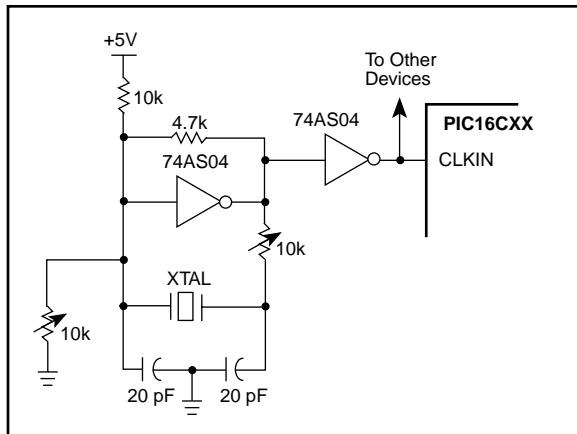 +5V
To Other
Devices
10k
4.7k
74AS04
PIC16CXX
74AS04
CLKIN
10k
XTAL
10k
20 pF
20 pF